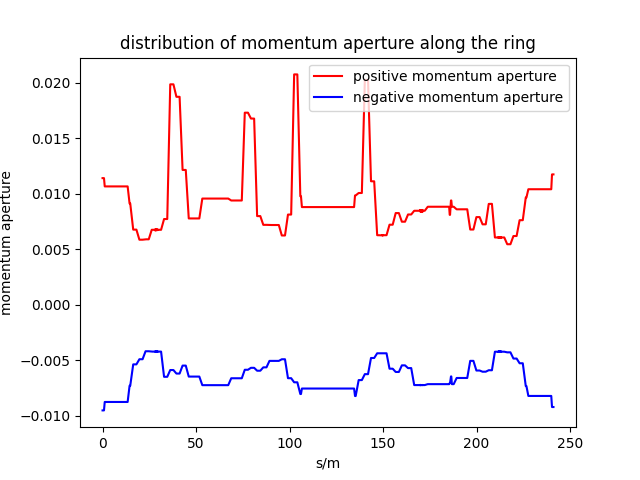 distribution of momentum aperture along the ring
positive momentum aperture
negative momentum aperture
momentum aperture
0.020
0.015
0.010
0.005
0.000
−0.005
−0.010
0
50
100
150
200
250
s/m